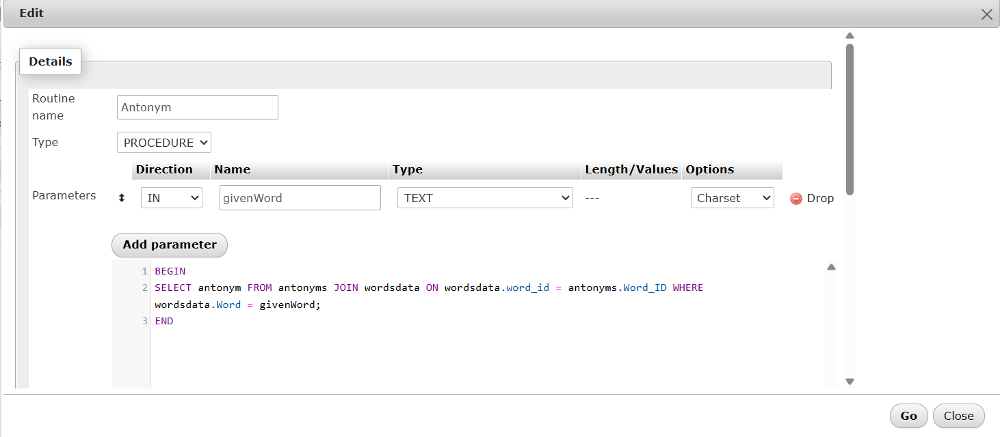 Edit
Details
Routine name
Antonym
Type
PROCEDURE
Direction Name Type Length/Values Options
Parameters IN givenWord TEXT --- Charset Drop
Add parameter
1 BEGIN
2 SELECT antonym FROM antonyms JOIN wordsdata ON wordsdata.word_id = antonyms.Word_ID WHERE
wordsdata.Word = givenWord;
3 END
Go Close